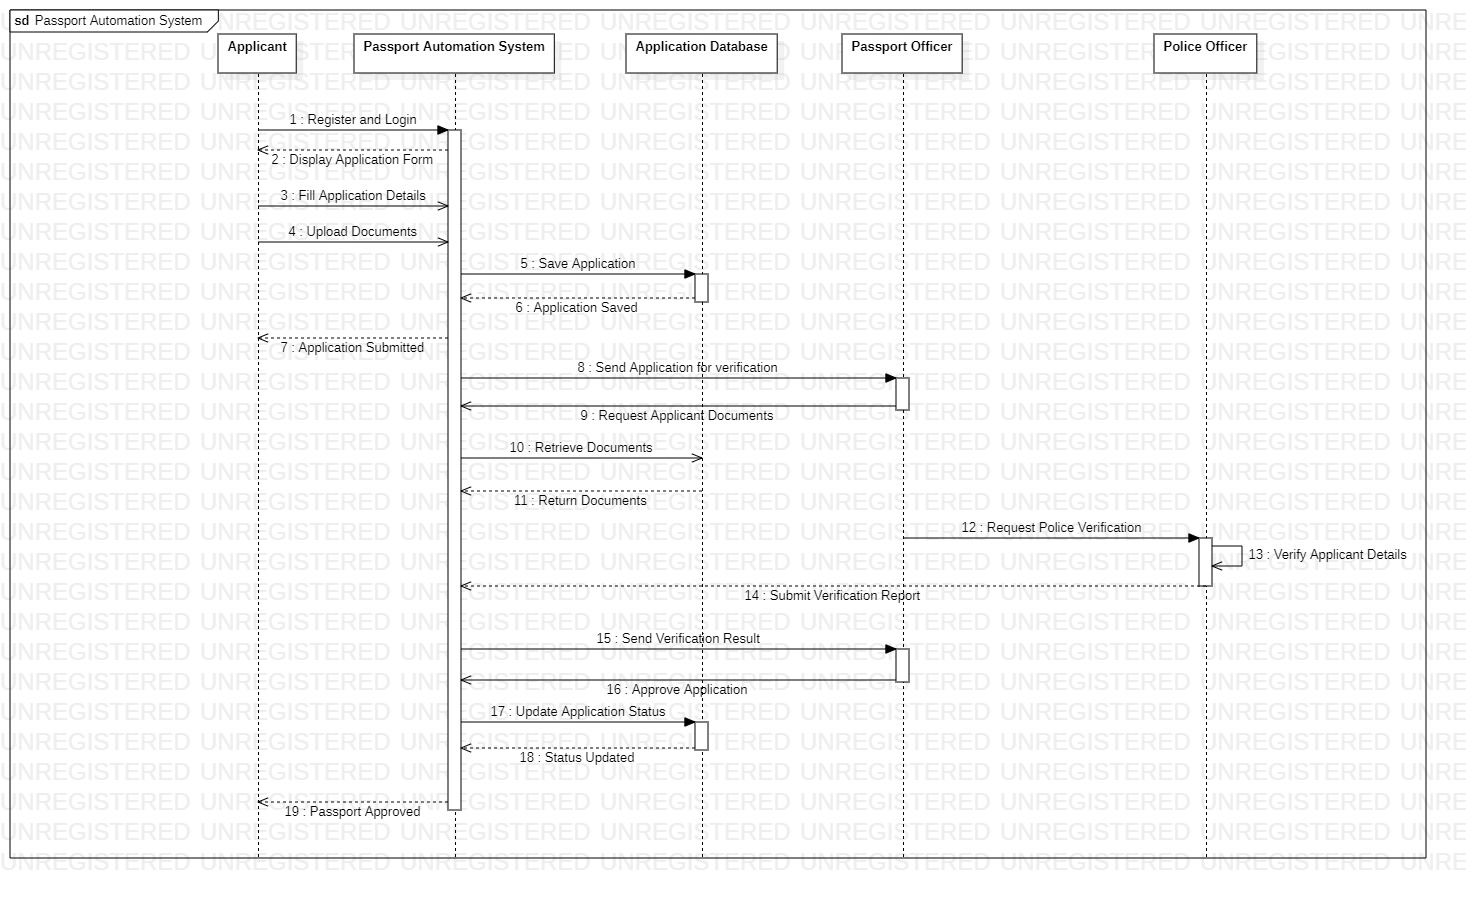 sd Passport Automation System
Applicant
Passport Automation System
Application Database
Passport Officer
Police Officer
1 : Register and Login
2 : Display Application Form
3 : Fill Application Details
4 : Upload Documents
5 : Save Application
6 : Application Saved
7 : Application Submitted
8 : Send Application for verification
9 : Request Applicant Documents
10 : Retrieve Documents
11 : Return Documents
12 : Request Police Verification
13 : Verify Applicant Details
14 : Submit Verification Report
15 : Send Verification Result
16 : Approve Application
17 : Update Application Status
18 : Status Updated
19 : Passport Approved
UNREGISTERED